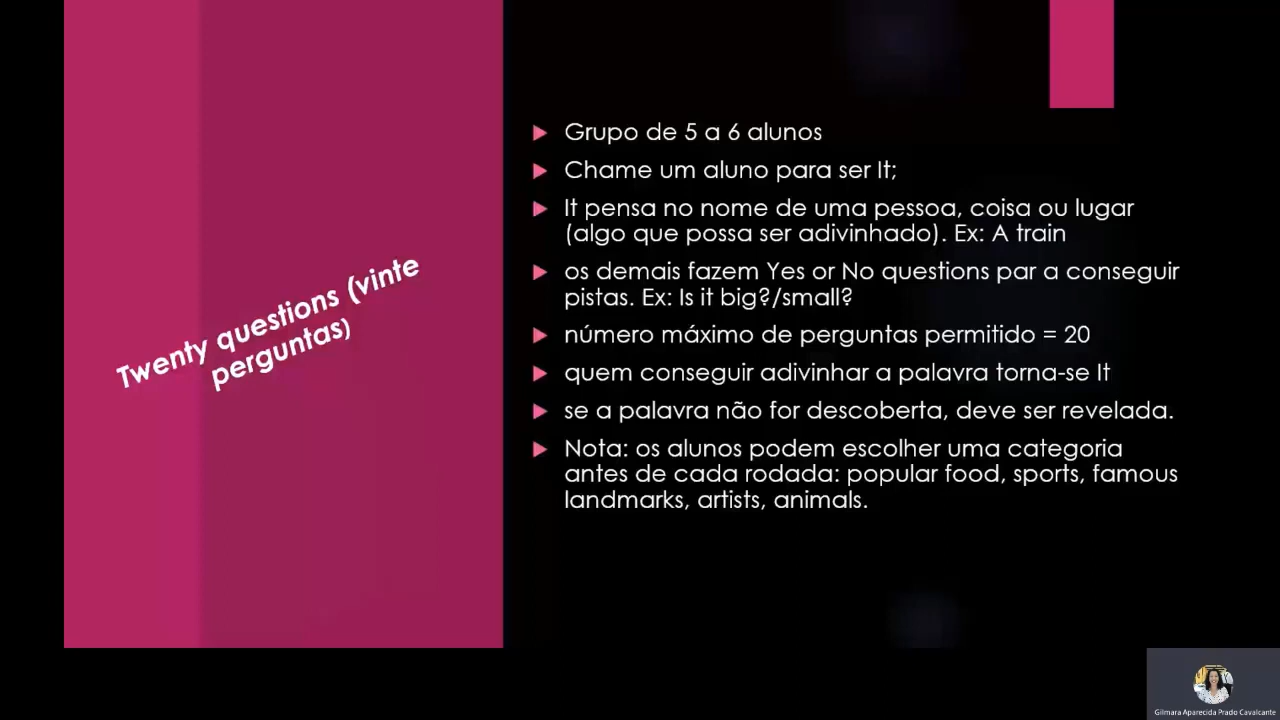 Twenty questions (vinte
perguntas)
Grupo de 5 a 6 alunos
Chame um aluno para ser It;
It pensa no nome de uma pessoa, coisa ou lugar
(algo que possa ser adivinhado). Ex: A train
os demais fazem Yes or No questions par a conseguir
pistas. Ex: Is it big?/small?
número máximo de perguntas permitido = 20
quem conseguir adivinhar a palavra torna-se It
se a palavra não for descoberta, deve ser revelada.
Nota: os alunos podem escolher uma categoria
antes de cada rodada: popular food, sports, famous
landmarks, artists, animals.
Gilmara Aparecida Prado Cavalcante